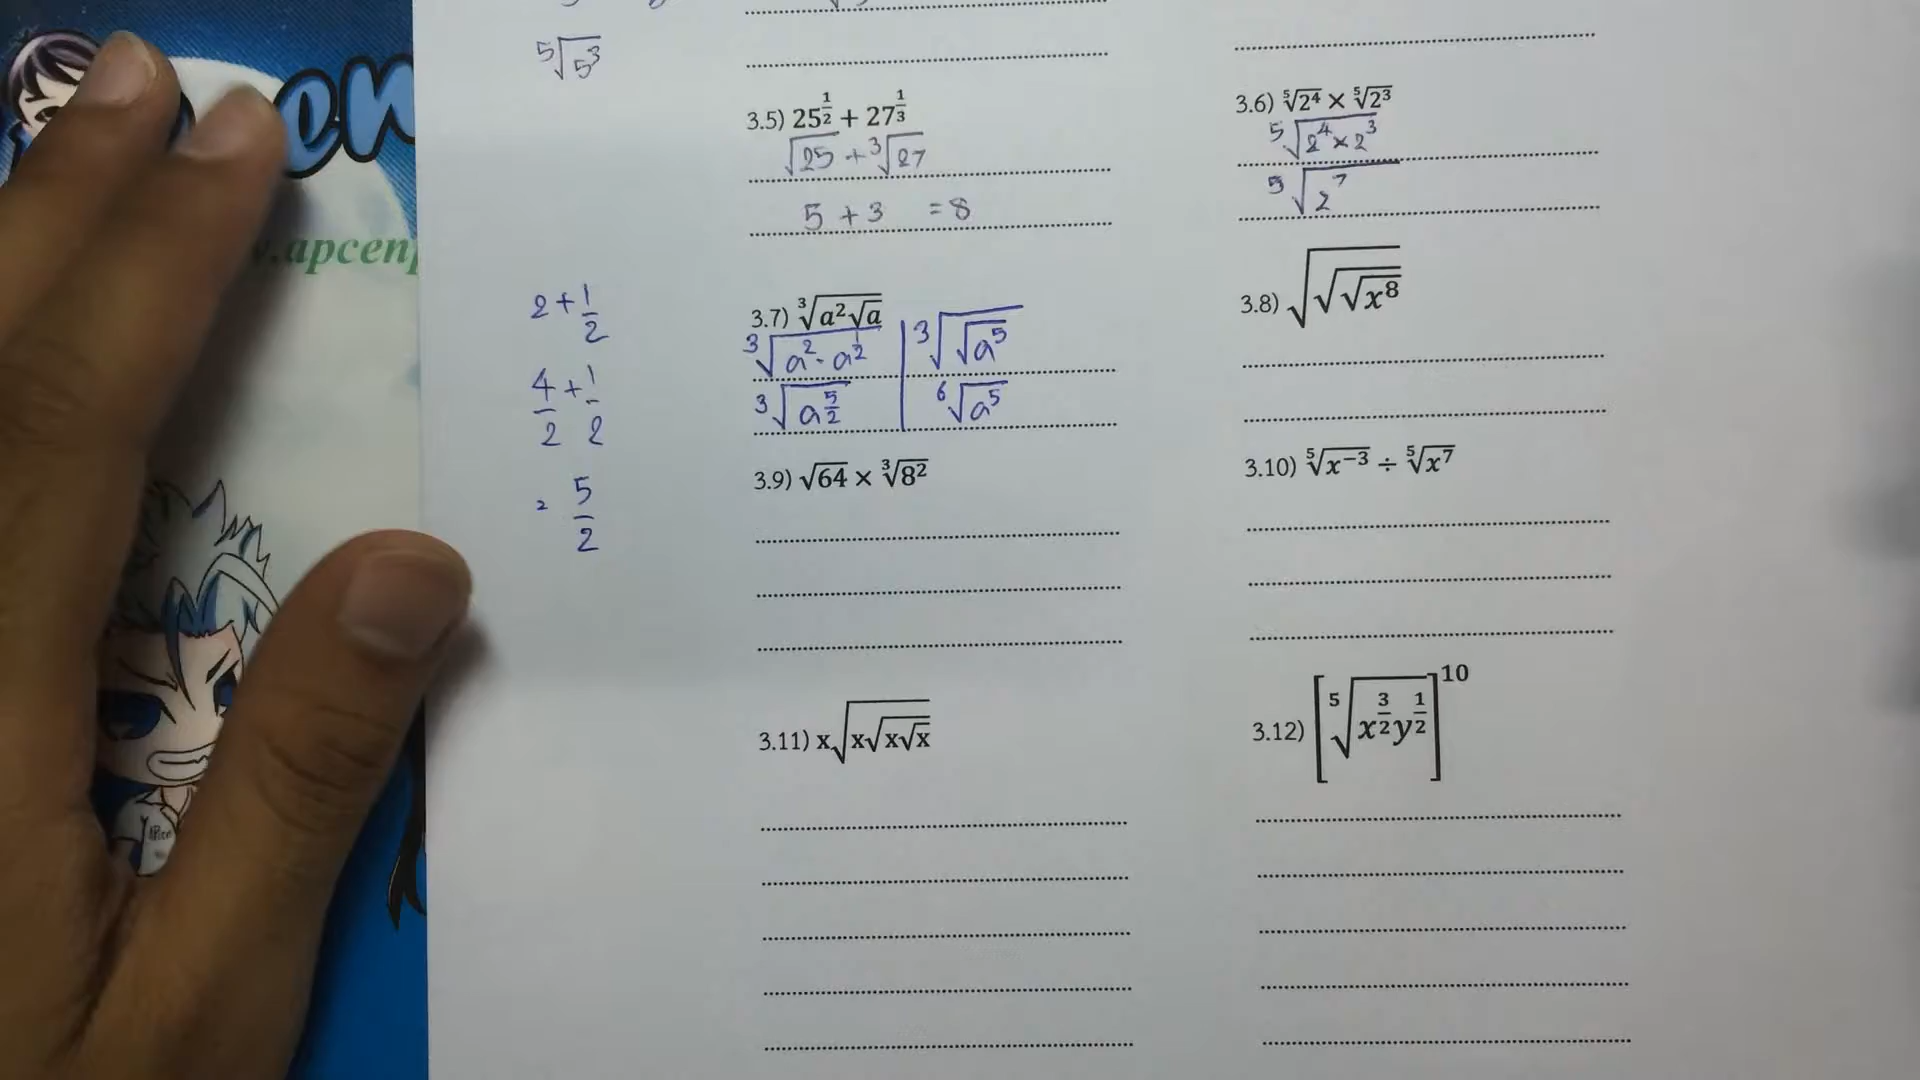 en
v.apcenp
⁵√5³
3.5) 25^(1/2) + 27^(1/3)
√25 + ³√27
5 + 3 = 8
3.6) ⁵√2⁴ × ⁵√2³
⁵√(2⁴ × 2³)
⁵√2⁷
2 + 1/2
4/2 + 1/2
= 5/2
3.7) ³√(a²√a)
³√(a² · a^(1/2))
³√(a^(5/2))
³√(√a⁵)
⁶√a⁵
3.8) √(√(√x⁸))
3.9) √64 × ³√8²
3.10) ⁵√x⁻³ ÷ ⁵√x⁷
3.11) x√(x√(x√x))
3.12) [⁵√(x^(3/2) y^(1/2))]^10